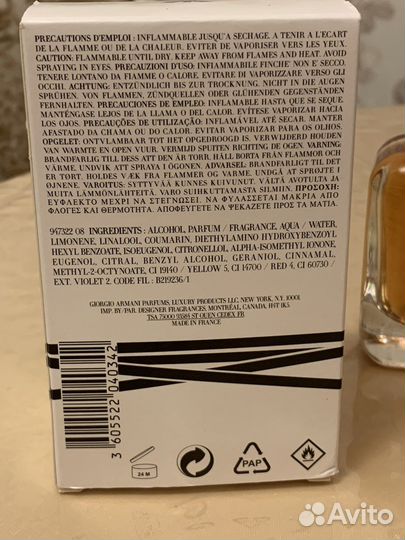 PRECAUTIONS D'EMPLOI : INFLAMMABLE JUSQU'A SECHAGE. A TENIR A L'ECART
DE LA FLAMME OU DE LA CHALEUR. EVITER DE VAPORISER VERS LES YEUX.
CAUTION: FLAMMABLE UNTIL DRY. KEEP AWAY FROM FLAMES AND HEAT. AVOID
SPRAYING IN EYES. PRECAUZIONI D'USO: INFIAMMABILE FINCHE' NON E' SECCO.
TENERE LONTANO DA FIAMME O CALORE. EVITARE DI VAPORIZZARE VERSO GLI
OCCHI. ACHTUNG: ENTZÜNDLICH BIS ZUR TROCKNUNG. NICHT IN DIE AUGEN
SPRÜHEN. VON FLAMMEN, ZÜNDQUELLEN ODER GLÜHENDEN GEGENSTÄNDEN
FERNHALTEN. PRECAUCIONES DE EMPLEO: INFLAMABLE HASTA QUE SE SEQUE.
MANTÉNGASE LEJOS DE LA LLAMA O DEL CALOR. EVÍTESE VAPORIZAR HACIA
LOS OJOS. PRECAUÇÕES DE UTILIZAÇÃO: INFLAMÁVEL ATÉ SECAR. MANTER
AFASTADO DA CHAMA OU DO CALOR. EVITAR VAPORIZAR PARA OS OLHOS.
OPGELET: ONTVLAMBAAR TOT HET OPGEDROOGD IS. VERWIJDERD HOUDEN
VAN WARMTE EN OPEN VUUR. VERMIJD SPUITEN RICHTING DE OGEN. VARNING:
BRANDFARLIG TILL DESS ATT DEN ÄR TORR. HÅLL BORTA FRÅN FLAMMOR OCH
VÄRME. UNDVIK ATT SPRAYA I ÖGONEN. ADVARSEL: BRANDFARLIGT TIL DET
ER TØRT. HOLDES VÆK FRA FLAMMER OG VARME. UNDGÅ AT SPRØJTE I
ØJNENE. VAROITUS: SYTTYVÄÄ KUNNES KUIVUNUT. VÄLTÄ AVOTULTA JA
MUITA LÄMMÖNLÄHTEITÄ. VARO SUIHKUTTAMASTA SILMIIN. ΠΡΟΣΟΧΗ:
ΕΥΦΛΕΚΤΟ ΜΕΧΡΙ ΝΑ ΣΤΕΓΝΩΣΕΙ. ΝΑ ΦΥΛΑΣΣΕΤΑΙ ΜΑΚΡΙΑ ΑΠΟ
ΦΛΟΓΕΣ ΚΑΙ ΘΕΡΜΟΤΗΤΑ. ΑΠΟΦΕΥΓΕΤΕ ΝΑ ΨΕΚΑΖΕΤΕ ΠΡΟΣ ΤΑ ΜΑΤΙΑ.
947322 08 INGREDIENTS : ALCOHOL, PARFUM / FRAGRANCE, AQUA / WATER,
LIMONENE, LINALOOL, COUMARIN, DIETHYLAMINO HYDROXYBENZOYL
HEXYL BENZOATE, ISOEUGENOL, CITRONELLOL, ALPHA-ISOMETHYL IONONE,
EUGENOL, CITRAL, BENZYL ALCOHOL, GERANIOL, CINNAMAL,
METHYL-2-OCTYNOATE, CI 19140 / YELLOW 5, CI 14700 / RED 4, CI 60730 /
EXT. VIOLET 2. CODE FIL : B219236/1
GIORGIO ARMANI PARFUMS, LUXURY PRODUCTS LLC, NEW YORK, N.Y. 10001.
IMP. BY/PAR. DESIGNER FRAGRANCES, MONTRÉAL, CANADA, H4T 1K5.
TSA 75000 93584 ST OUEN CEDEX FR
MADE IN FRANCE
3 605522 040342
24 M
PAP
Avito